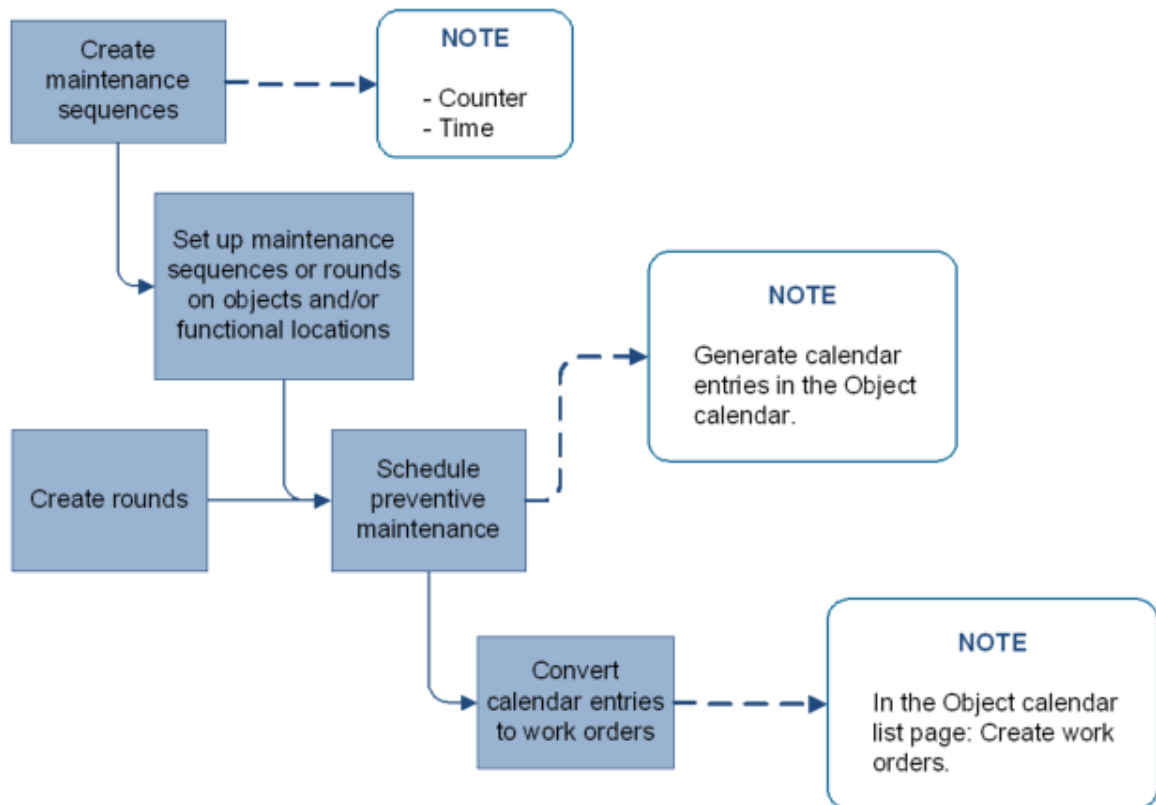 Create
maintenance
sequences
NOTE
- Counter
- Time
Set up maintenance
sequences or rounds
on objects and/or
functional locations
NOTE
Generate calendar
entries in the Object
calendar.
Create rounds
Schedule
preventive
maintenance
Convert
calendar entries
to work orders
NOTE
In the Object calendar
list page: Create work
orders.